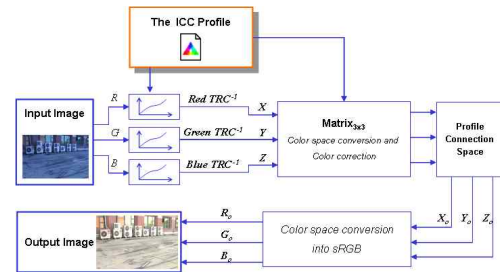 The ICC Profile
Input Image
R
G
B
Red TRC⁻¹
Green TRC⁻¹
Blue TRC⁻¹
X
Y
Z
Matrix₃ₓ₃
Color space conversion and
Color correction
Profile
Connection
Space
Xₒ Yₒ Zₒ
Color space conversion
into sRGB
Rₒ
Gₒ
Bₒ
Output Image